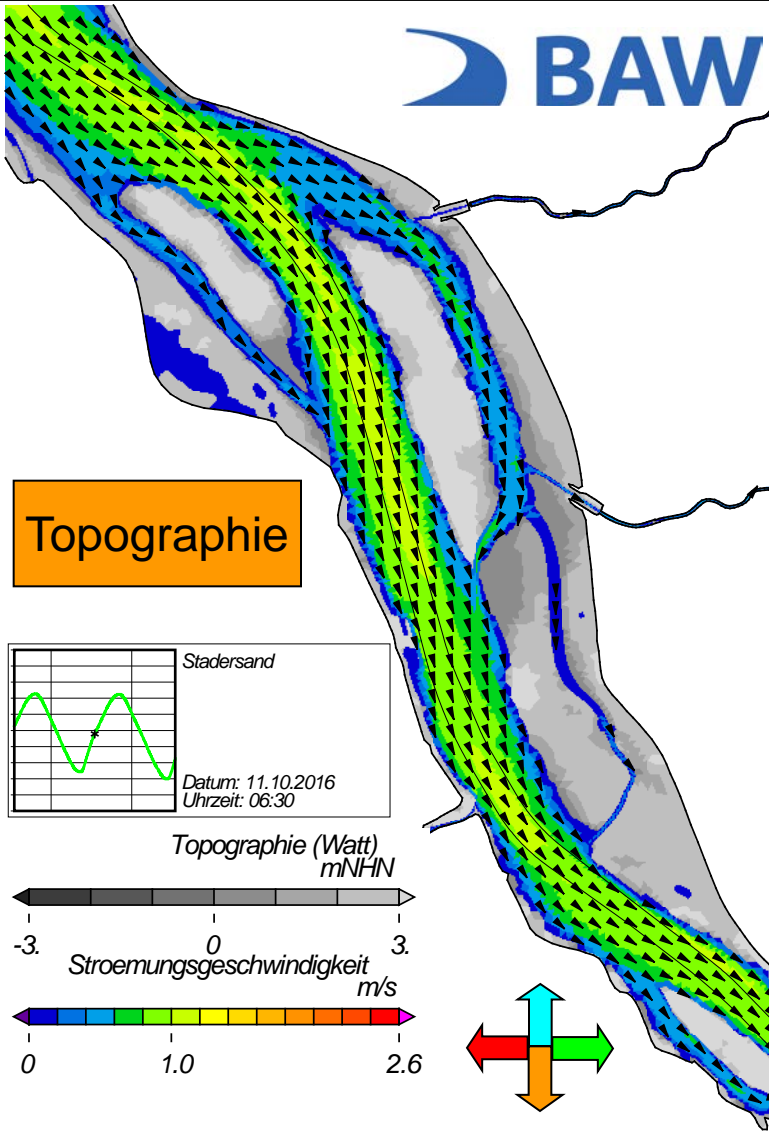 BAW
Topographie
Stadersand
Datum: 11.10.2016
Uhrzeit: 06:30
Topographie (Watt)
mNHN
-3. 0 3.
Stroemungsgeschwindigkeit
m/s
0 1.0 2.6